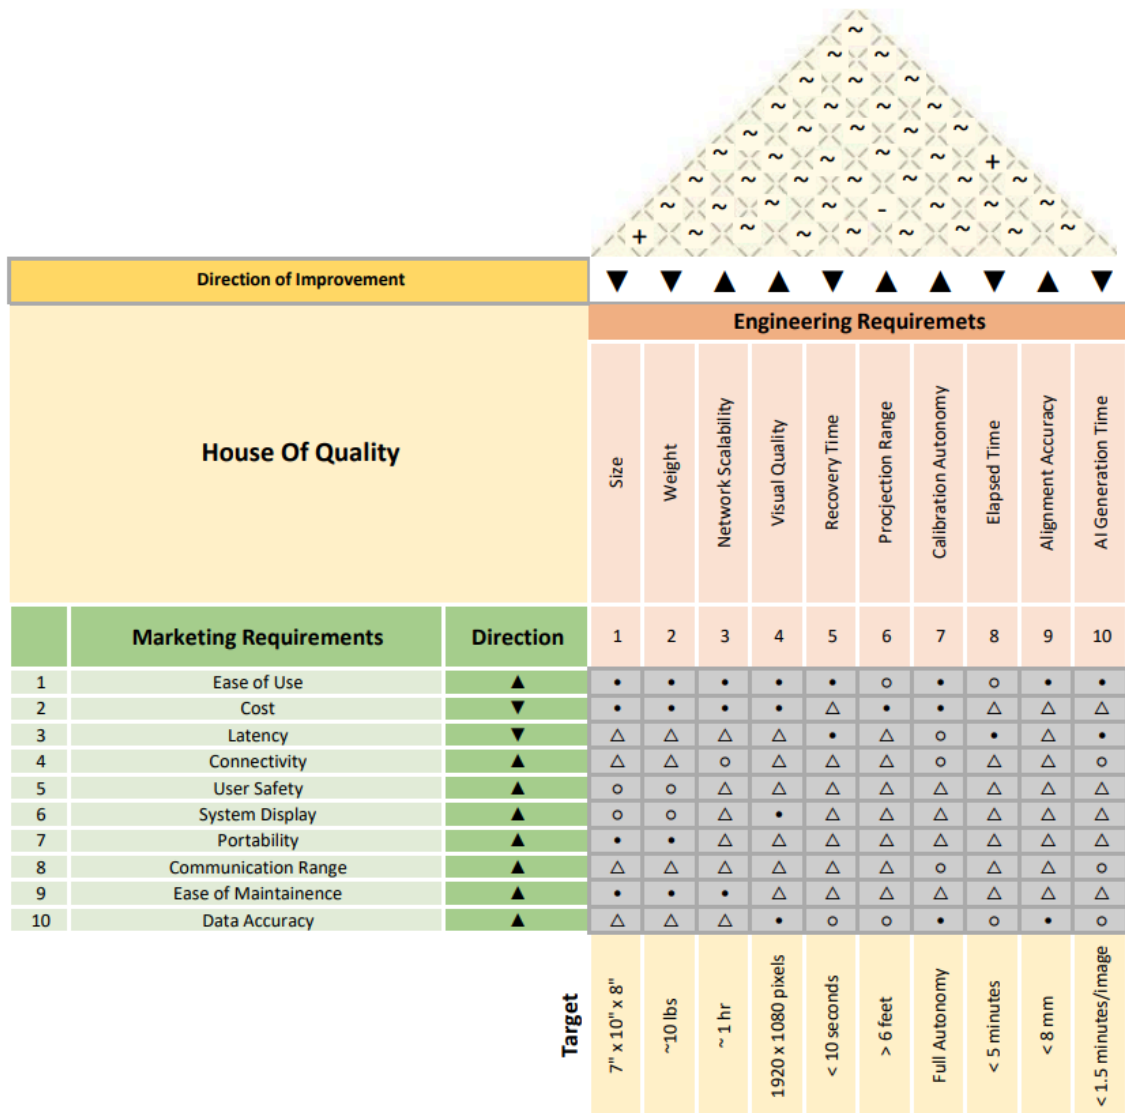 ~
~ ~
~ ~ ~
~ ~ ~ ~
~ ~ ~ ~ ~
~ ~ ~ ~ ~ +
~ ~ ~ ~ ~ ~ ~
~ ~ ~ ~ - ~ ~ ~
+ ~ ~ ~ ~ ~ ~ ~ ~
Direction of Improvement ▼ ▼ ▲ ▲ ▼ ▲ ▲ ▼ ▲ ▼
Engineering Requiremets
House Of Quality
Size
Weight
Network Scalability
Visual Quality
Recovery Time
Procjection Range
Calibration Autonomy
Elapsed Time
Alignment Accuracy
AI Generation Time
Marketing Requirements Direction 1 2 3 4 5 6 7 8 9 10
1 Ease of Use ▲ • • • • • ○ • ○ • •
2 Cost ▼ • • • • △ • • △ △ △
3 Latency ▼ △ △ △ △ • △ ○ • △ •
4 Connectivity ▲ △ △ ○ △ △ △ ○ △ △ ○
5 User Safety ▲ ○ ○ △ △ △ △ △ △ △ △
6 System Display ▲ ○ ○ △ • △ △ △ △ △ △
7 Portability ▲ • • △ △ △ △ △ △ △ △
8 Communication Range ▲ △ △ △ △ △ △ ○ △ △ ○
9 Ease of Maintainence ▲ • • • △ △ △ △ △ △ △
10 Data Accuracy ▲ △ △ △ • ○ ○ • ○ • ○
Target
7" x 10" x 8"
~10 lbs
~ 1 hr
1920 x 1080 pixels
< 10 seconds
> 6 feet
Full Autonomy
< 5 minutes
< 8 mm
< 1.5 minutes/image